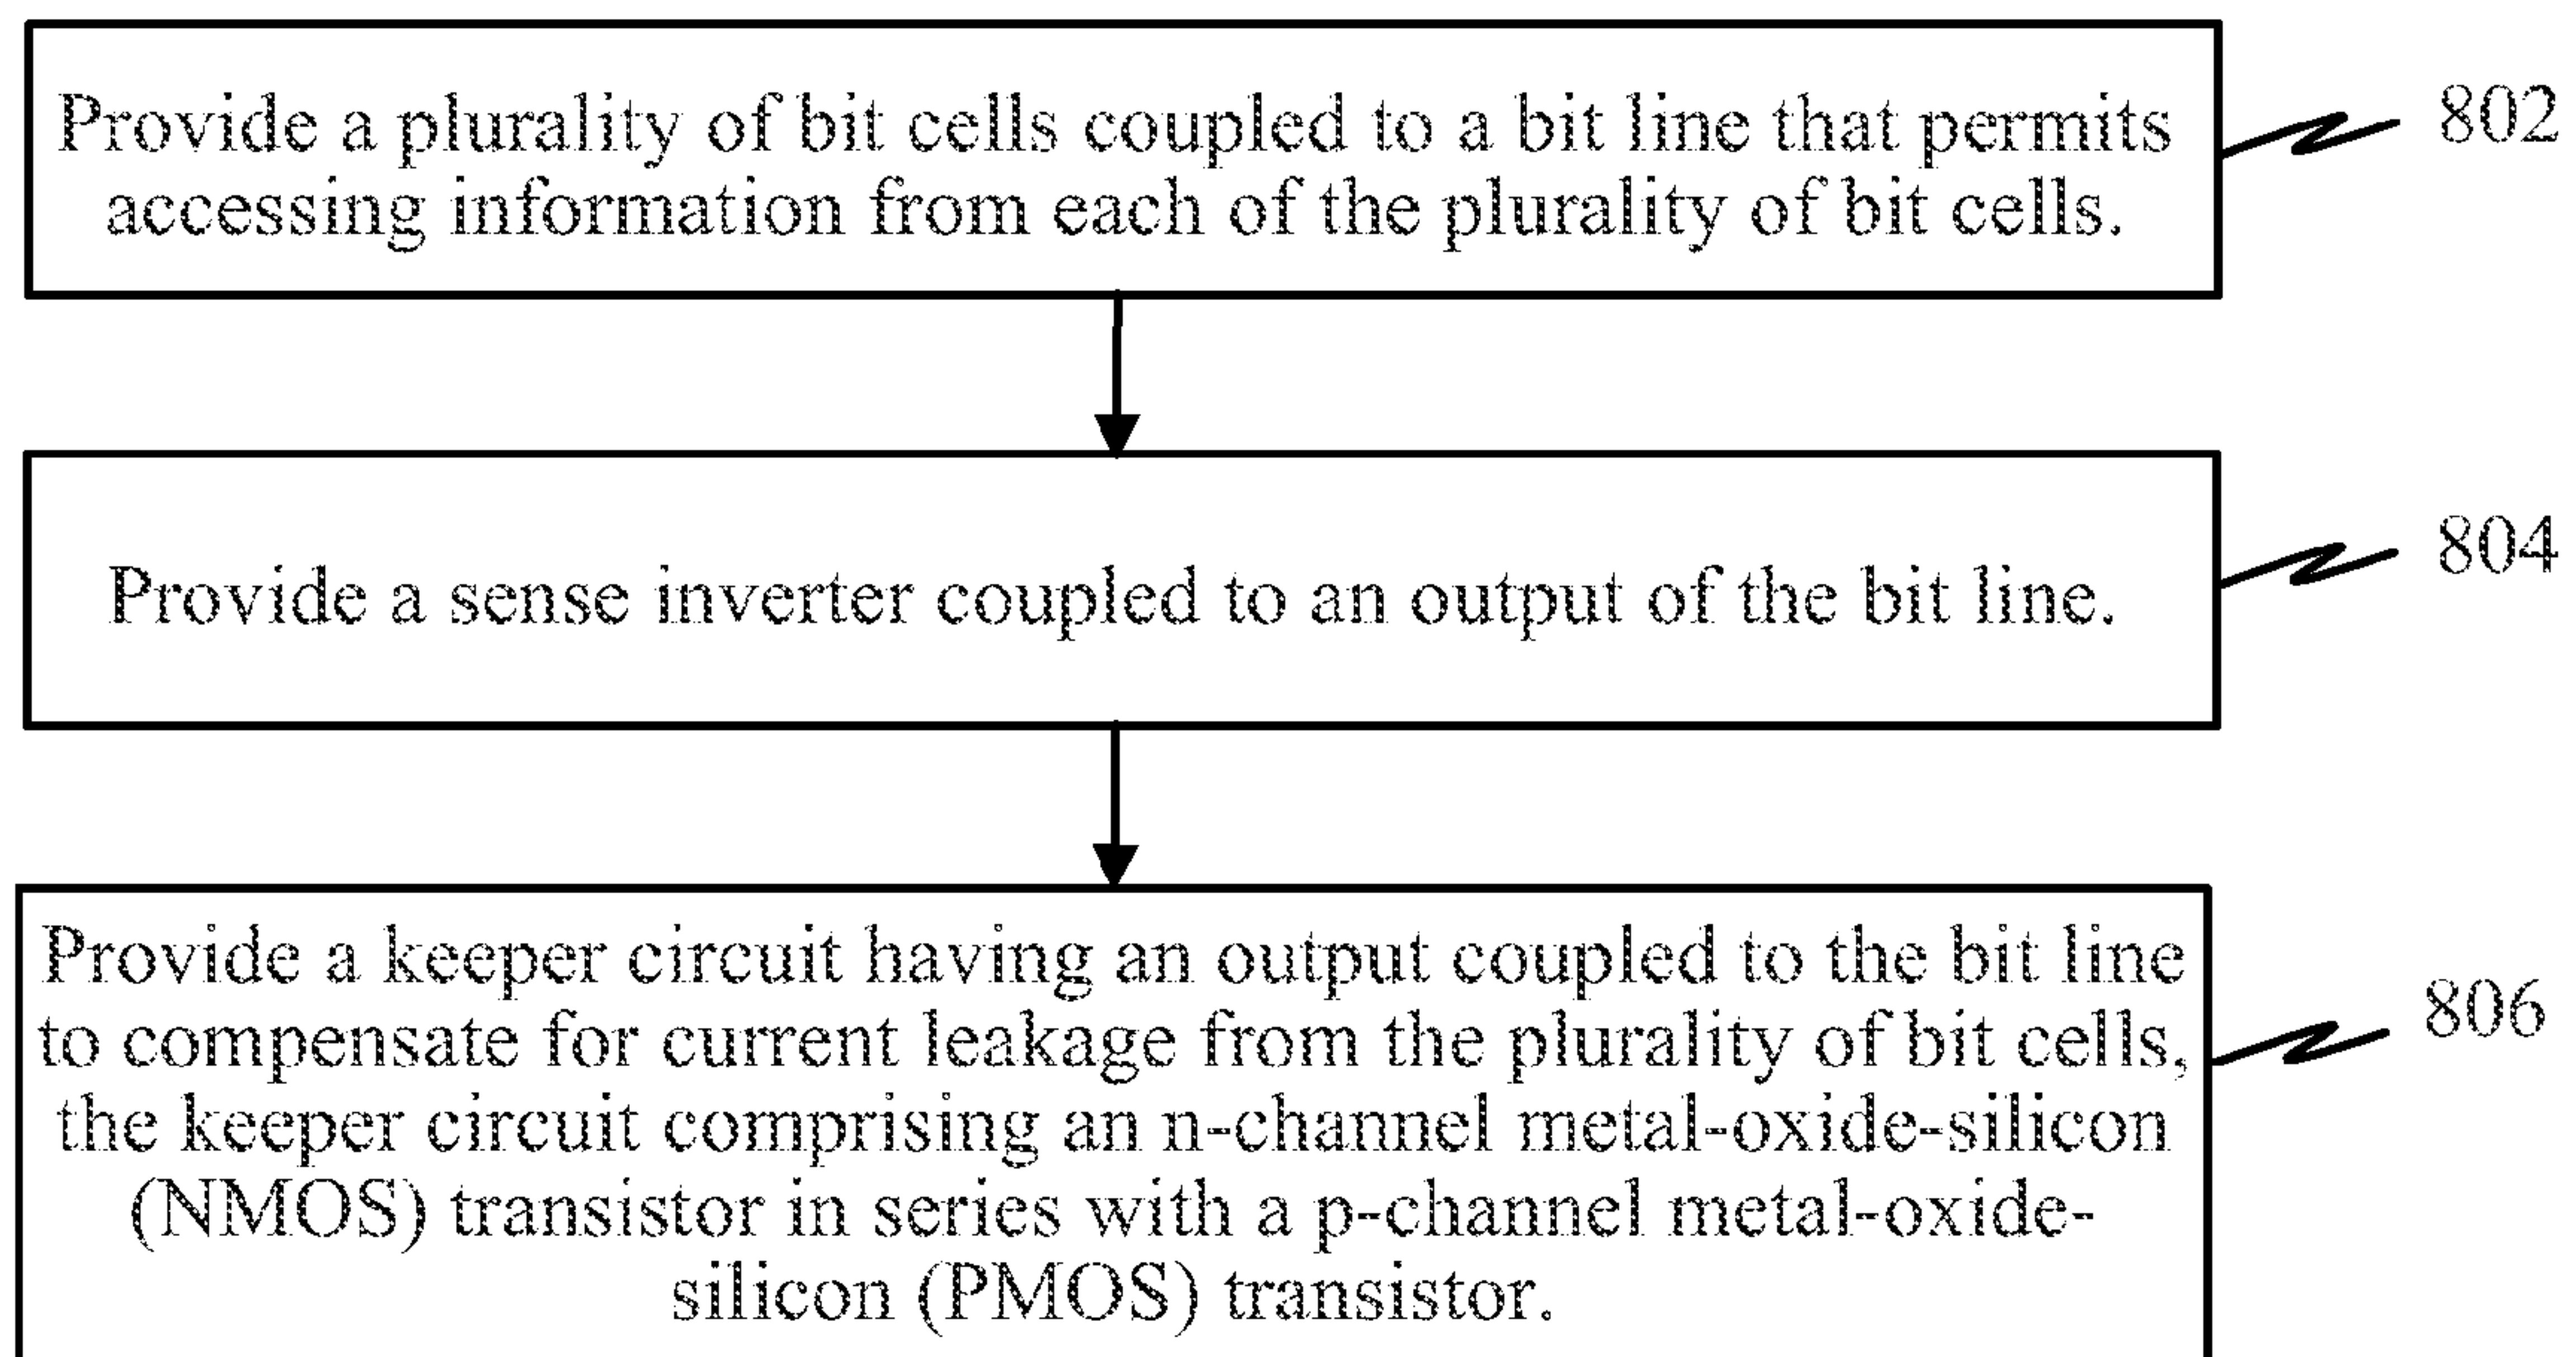 Provide a plurality of bit cells coupled to a bit line that permits
accessing information from each of the plurality of bit cells.
802
Provide a sense inverter coupled to an output of the bit line.
804
Provide a keeper circuit having an output coupled to the bit line
to compensate for current leakage from the plurality of bit cells,
the keeper circuit comprising an n-channel metal-oxide-silicon
(NMOS) transistor in series with a p-channel metal-oxide-
silicon (PMOS) transistor.
806